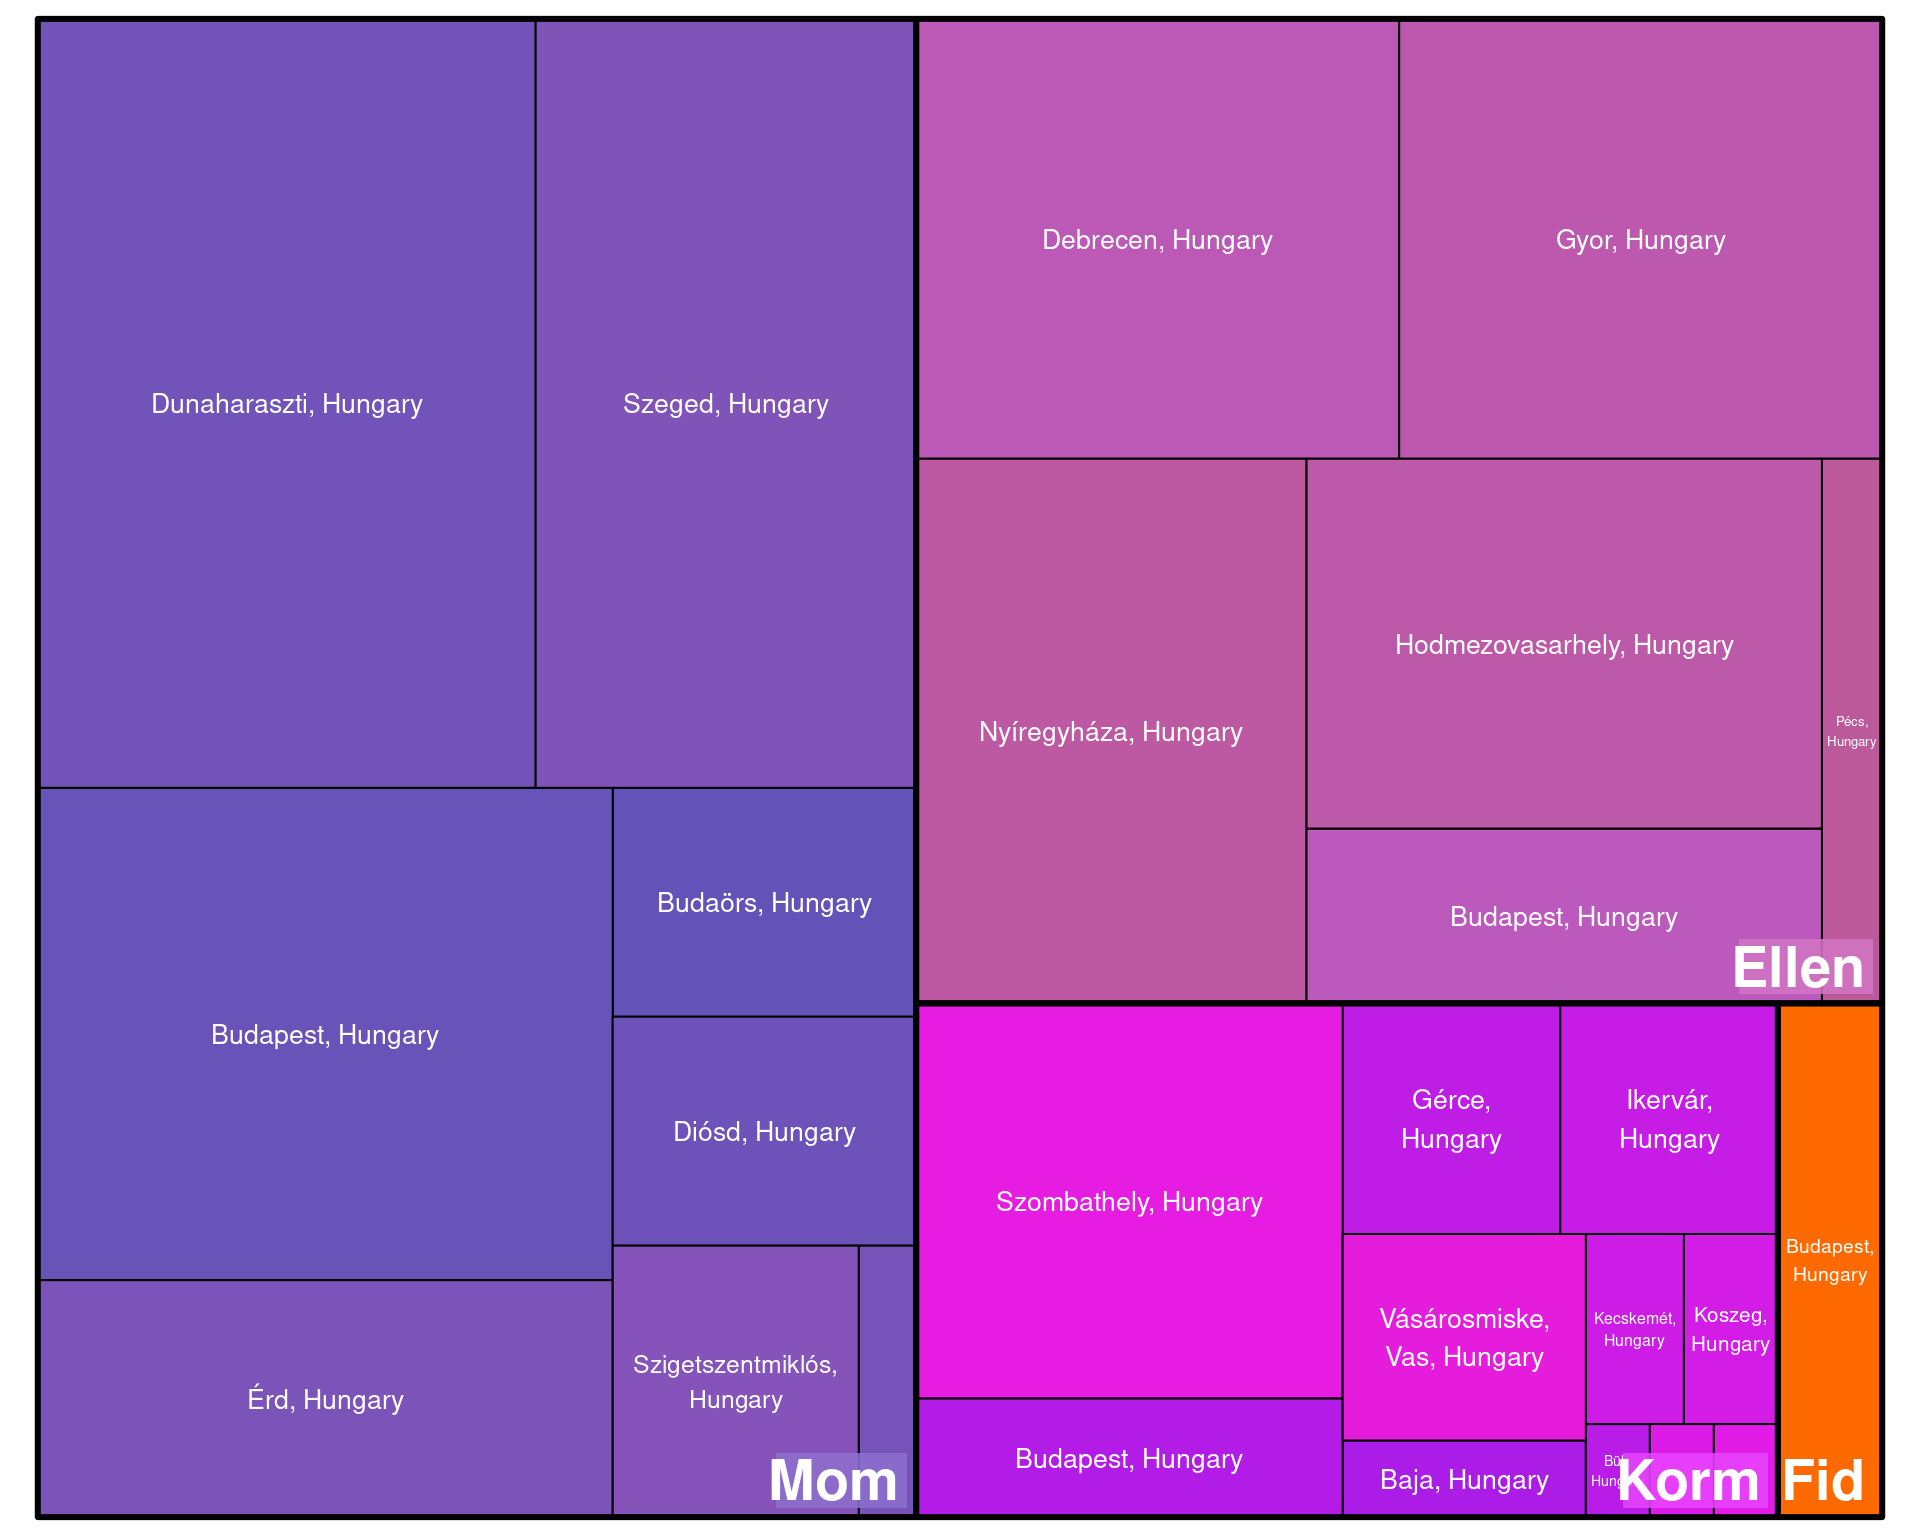 Dunaharaszti, Hungary
Szeged, Hungary
Budapest, Hungary
Budaörs, Hungary
Diósd, Hungary
Érd, Hungary
Szigetszentmiklós,
Hungary
Mom
Debrecen, Hungary
Gyor, Hungary
Nyíregyháza, Hungary
Hodmezovasarhely, Hungary
Pécs,
Hungary
Budapest, Hungary
Ellen
Szombathely, Hungary
Budapest, Hungary
Gérce,
Hungary
Ikervár,
Hungary
Vásárosmiske,
Vas, Hungary
Kecskemét,
Hungary
Koszeg,
Hungary
Baja, Hungary
Korm
Budapest,
Hungary
Fid